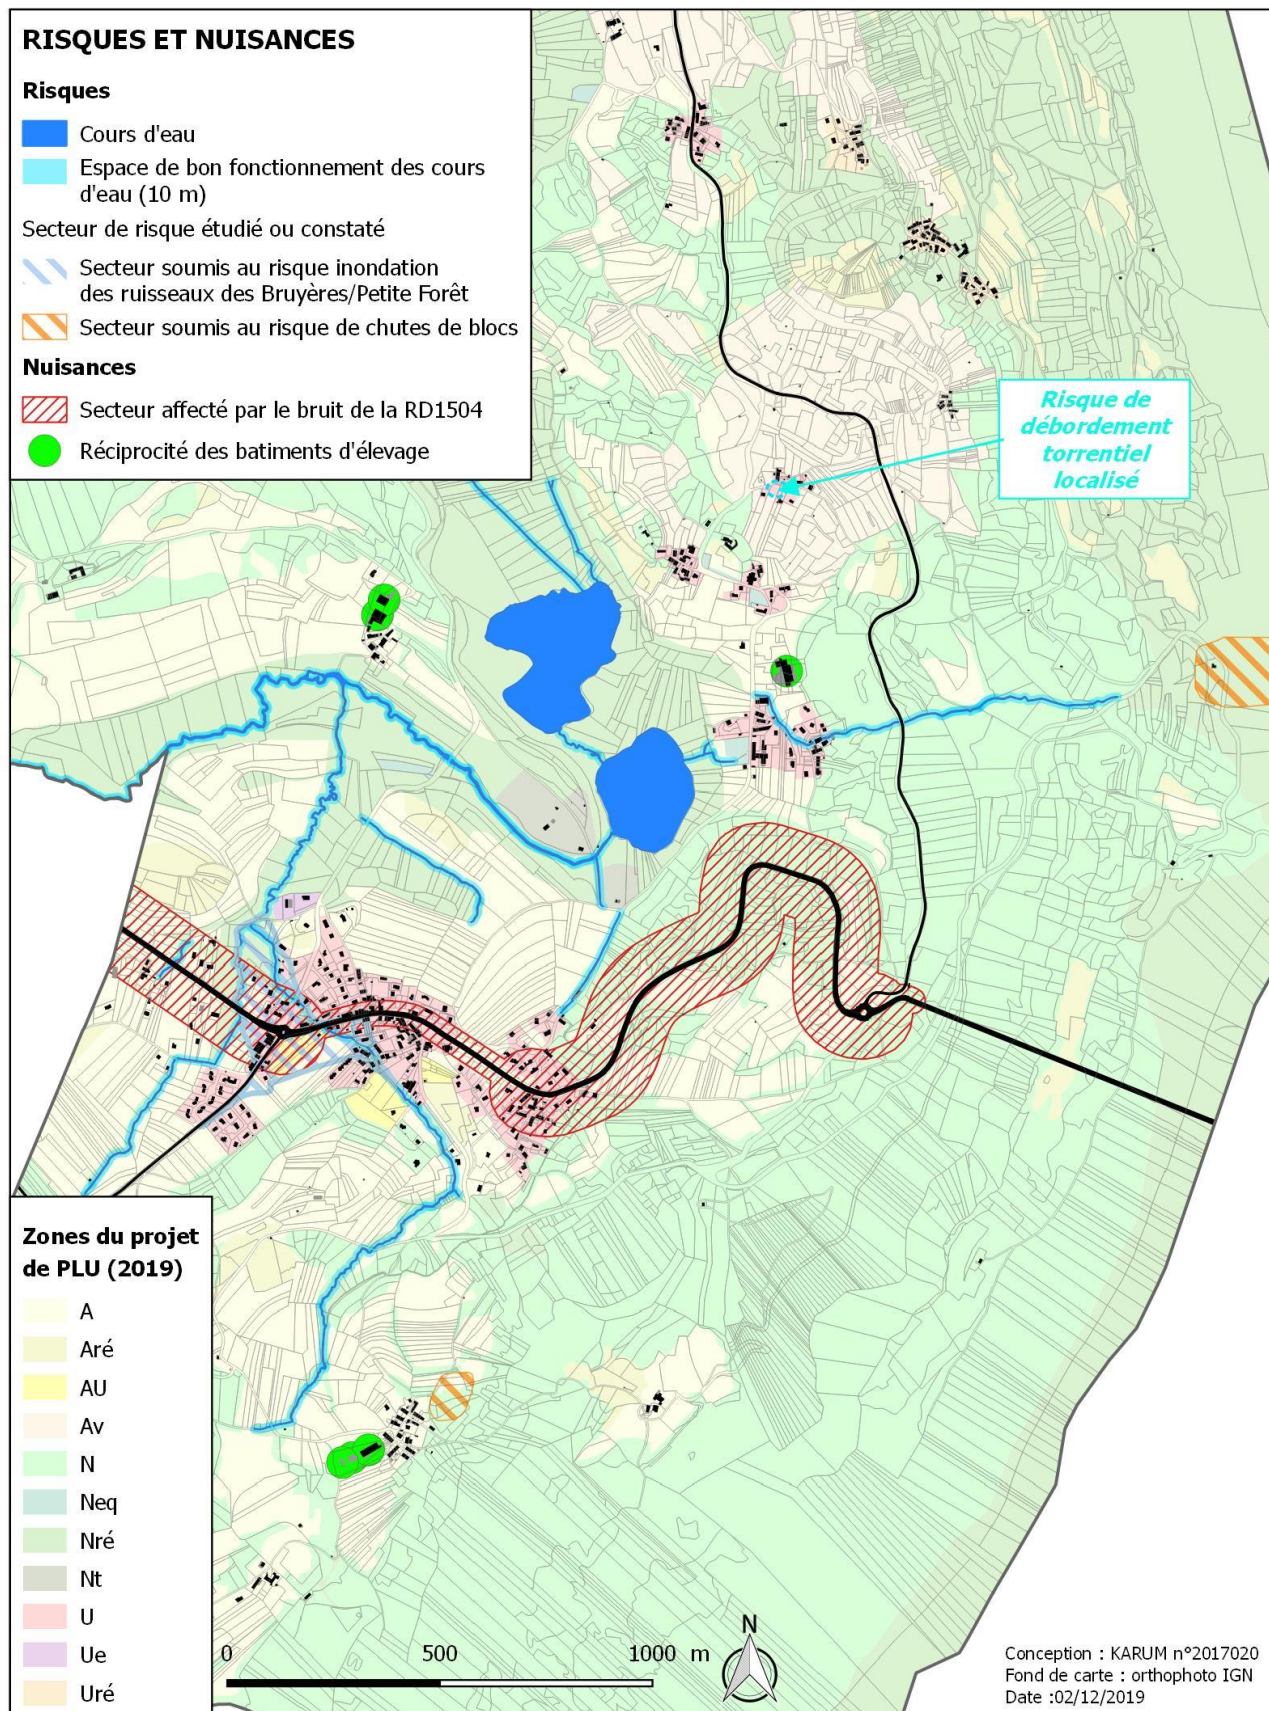 RISQUES ET NUISANCES
Risques
Cours d'eau
Espace de bon fonctionnement des cours
d'eau (10 m)
Secteur de risque étudié ou constaté
Secteur soumis au risque inondation
des ruisseaux des Bruyères/Petite Forêt
Secteur soumis au risque de chutes de blocs
Nuisances
Secteur affecté par le bruit de la RD1504
Réciprocité des batiments d'élevage
Risque de
débordement
torrentiel
localisé
Zones du projet
de PLU (2019)
A
Aré
AU
Av
N
Neq
Nré
Nt
U
Ue
Uré
0 500 1000 m
N
Conception : KARUM n°2017020
Fond de carte : orthophoto IGN
Date :02/12/2019